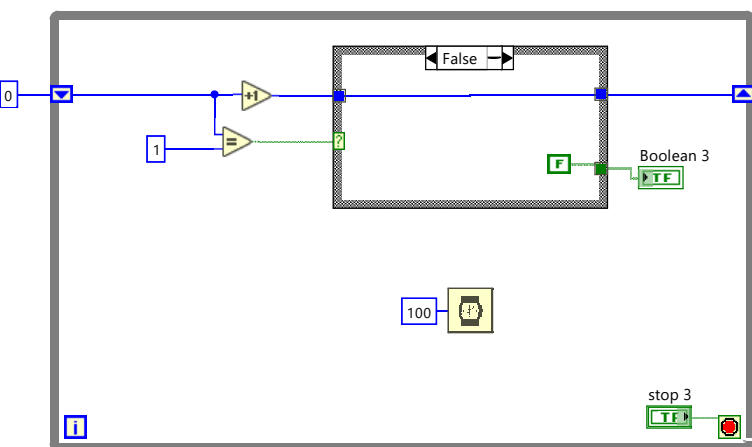 False
0
+1
=
1
?
F
Boolean 3
TF
100
stop 3
TF
i